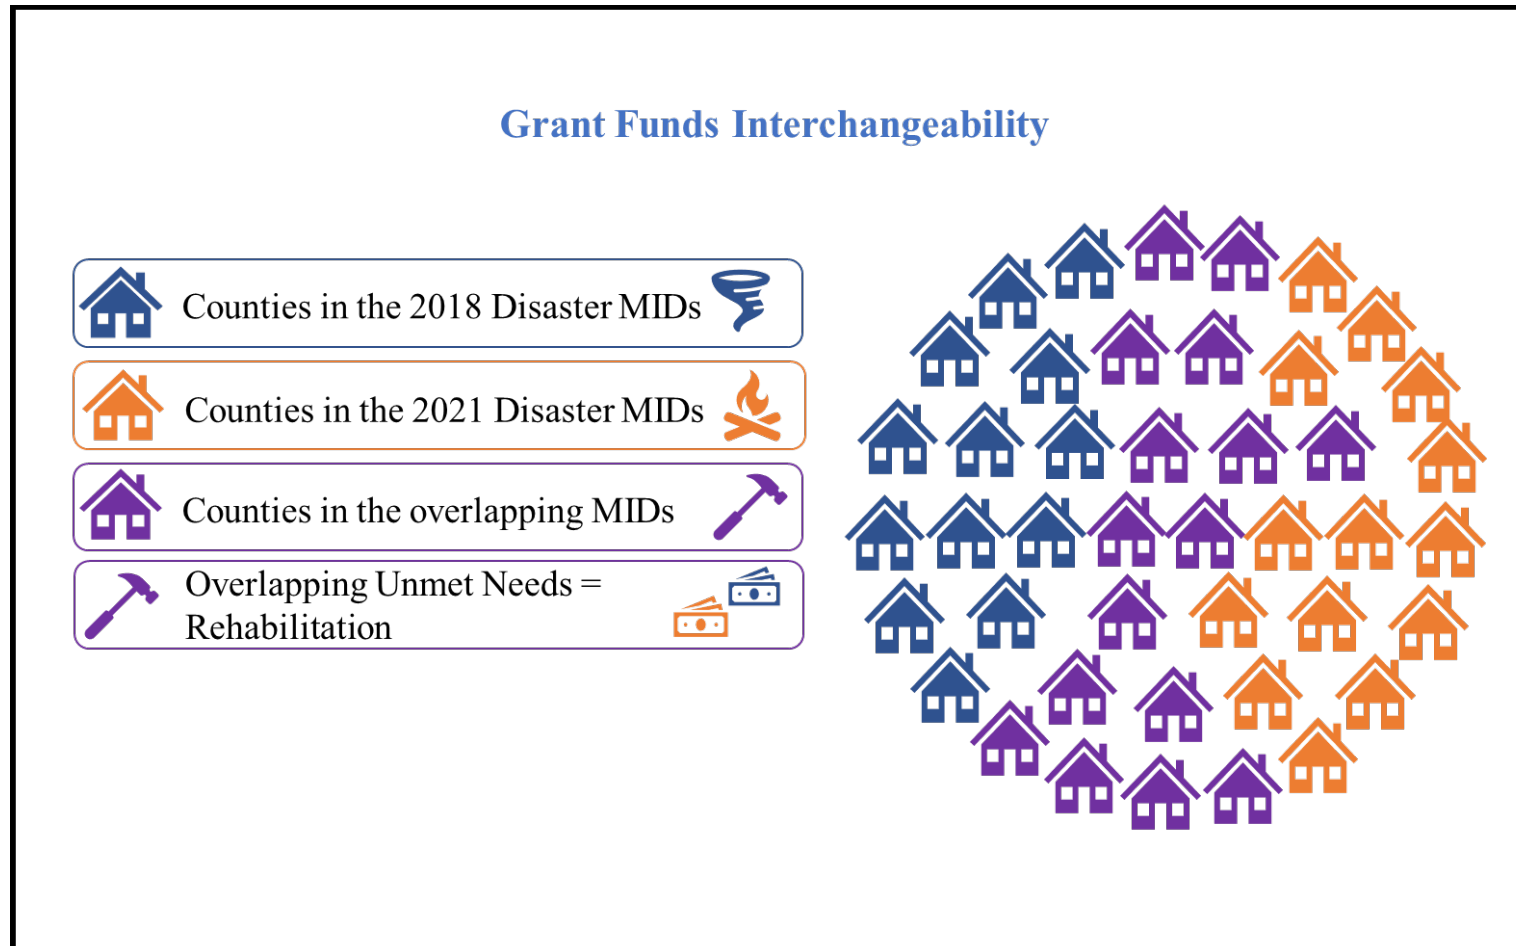 Grant Funds Interchangeability
Counties in the 2018 Disaster MIDs
Counties in the 2021 Disaster MIDs
Counties in the overlapping MIDs
Overlapping Unmet Needs =
Rehabilitation